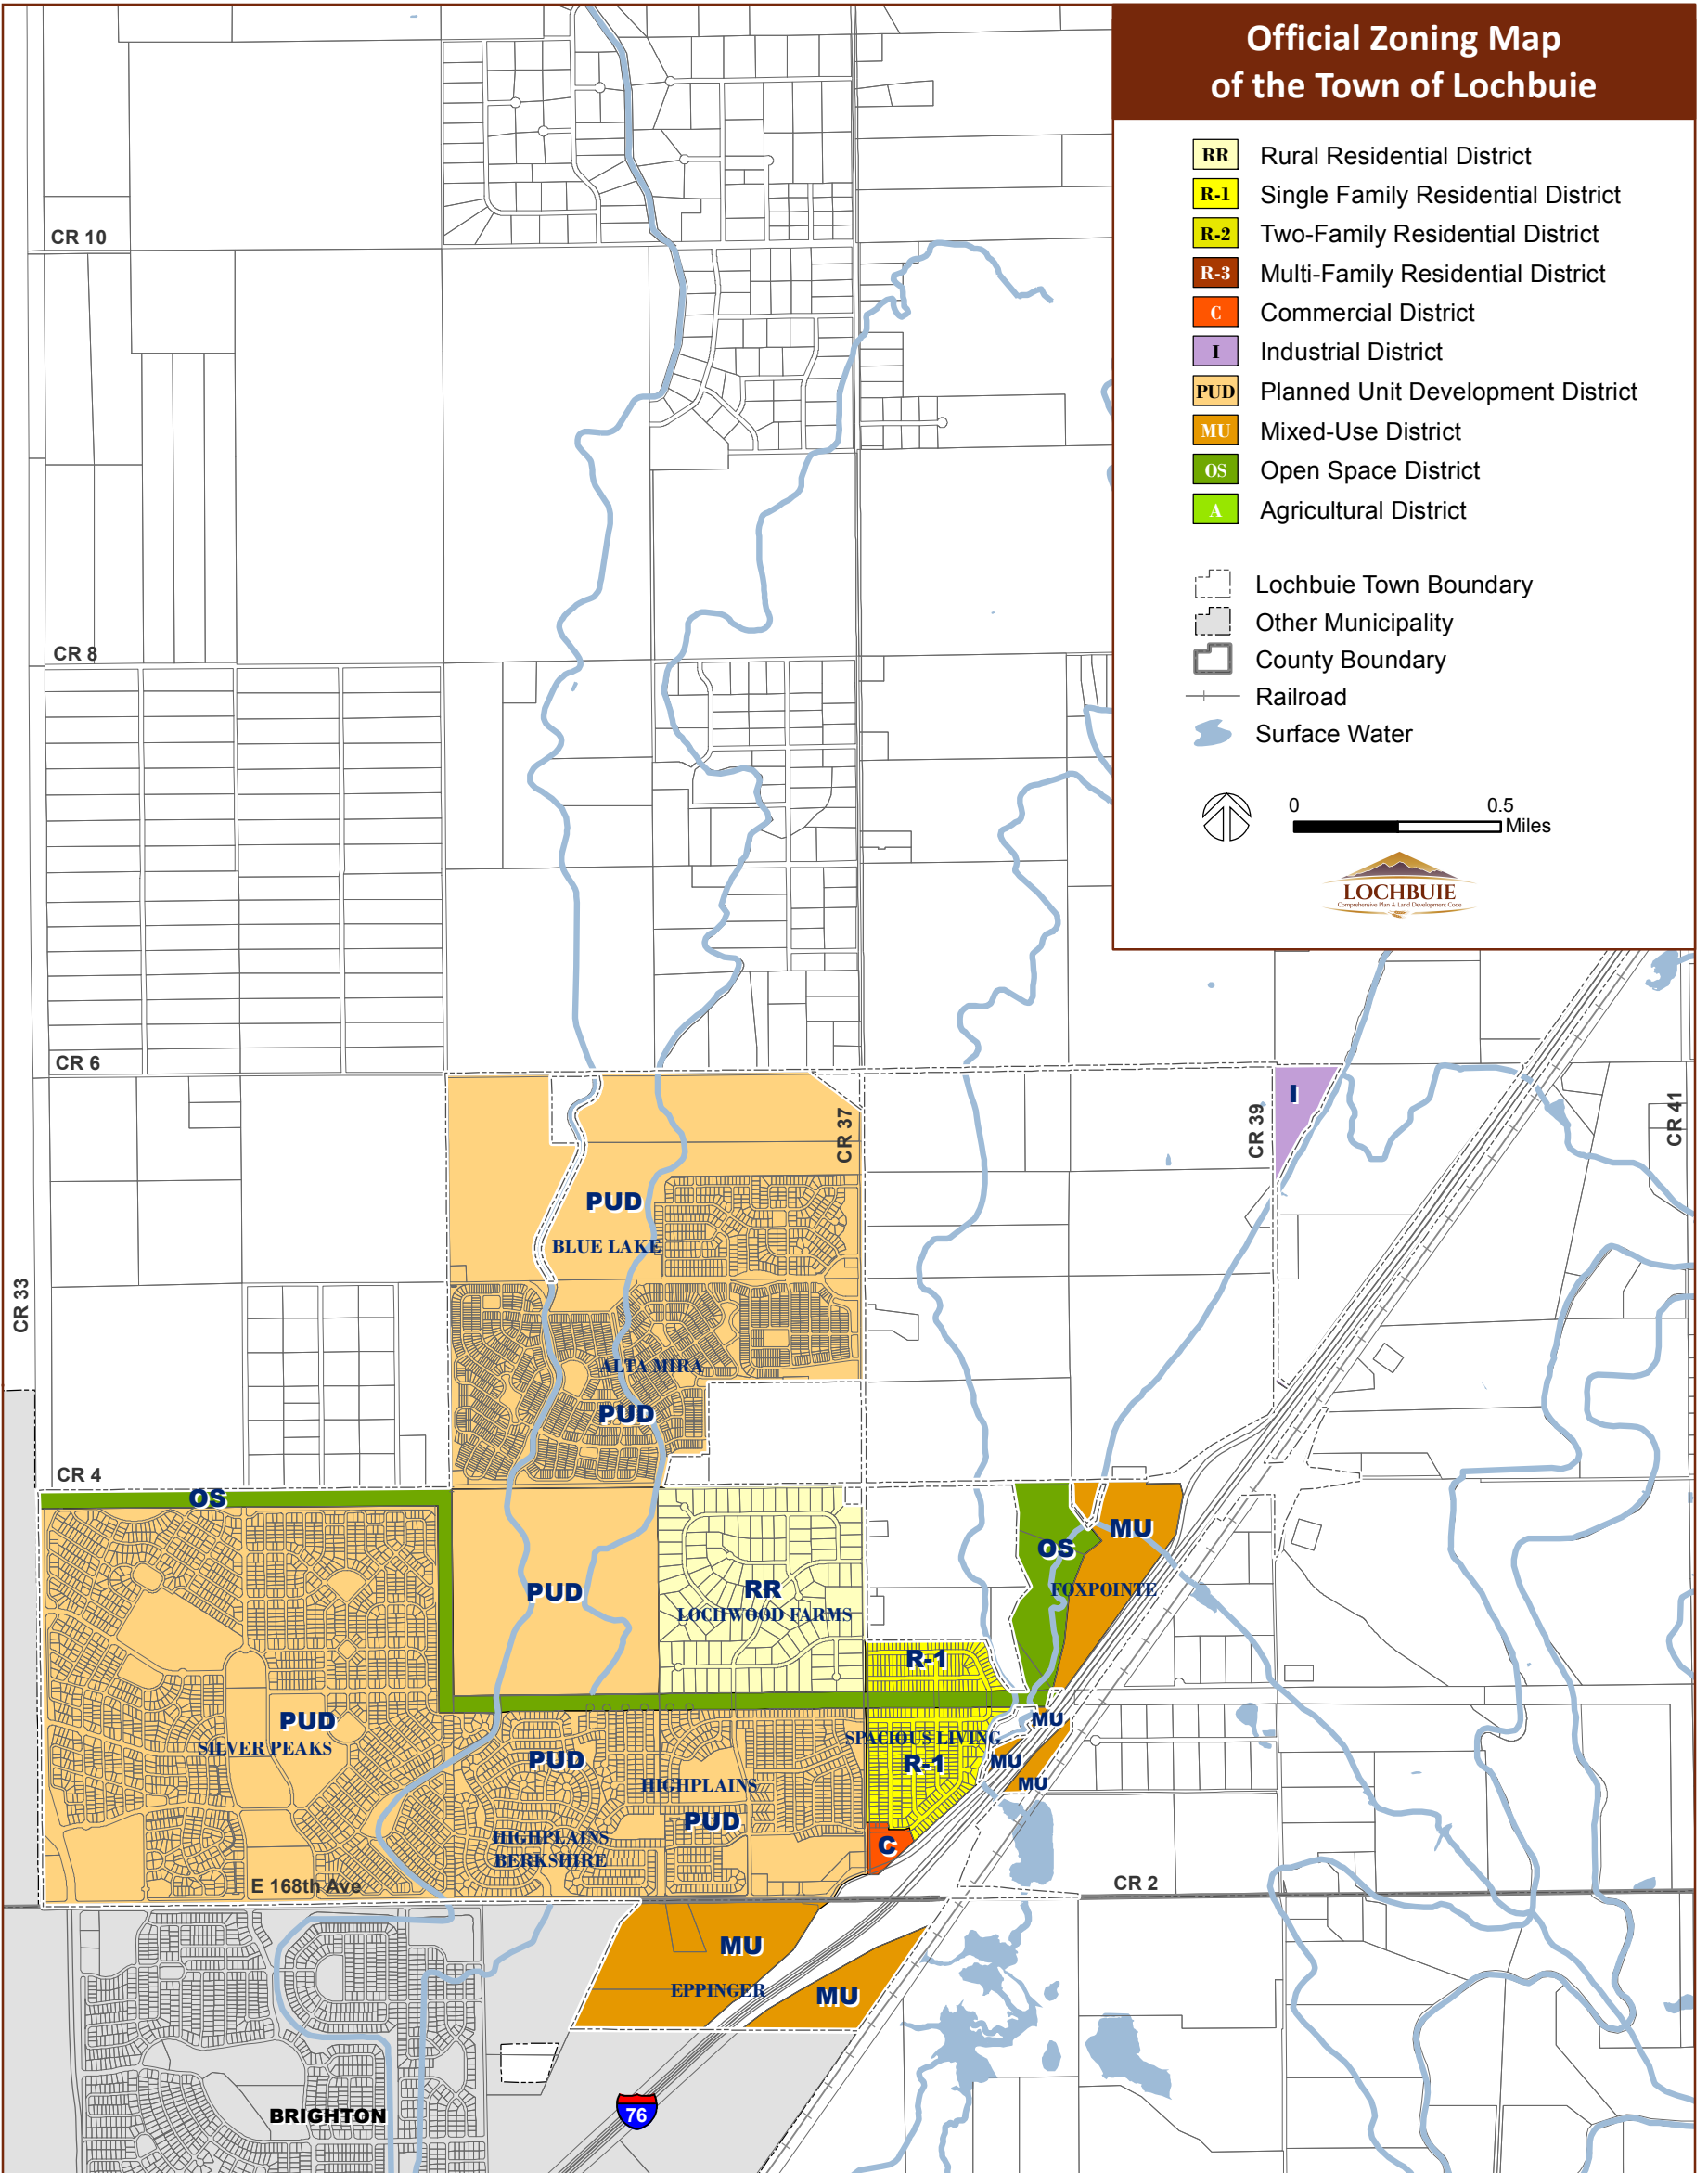 Official Zoning Map
of the Town of Lochbuie
RR Rural Residential District
R-1 Single Family Residential District
R-2 Two-Family Residential District
R-3 Multi-Family Residential District
C Commercial District
I Industrial District
PUD Planned Unit Development District
MU Mixed-Use District
OS Open Space District
A Agricultural District
Lochbuie Town Boundary
Other Municipality
County Boundary
Railroad
Surface Water
0 0.5
Miles
LOCHBUIE
Comprehensive Plan & Land Development Code
CR 10
CR 8
CR 6
CR 37
CR 39
I
CR 41
PUD
BLUE LAKE
CR 33
ALTA MIRA
PUD
CR 4
OS
MU
OS
PUD
RR
FOXPOINTE
LOCHWOOD FARMS
R-1
PUD
SILVER PEAKS
MU
SPACIOUS LIVING
PUD
R-1
MU
MU
HIGHPLAINS
PUD
HIGHPLAINS
BERKSHIRE
C
E 168th Ave
CR 2
MU
EPPINGER
MU
BRIGHTON
76